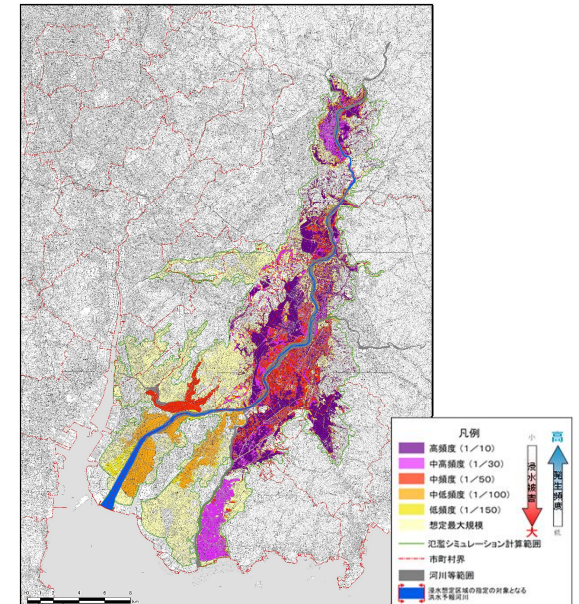 凡例
高頻度（1／10）
中高頻度（1／30）
中頻度（1／50）
中低頻度（1／100）
低頻度（1／150）
想定最大規模
氾濫シミュレーション計算範囲
市町村界
河川等範囲
浸水想定区域の指定の対象となる
洪水予報河川
小
浸水被害
大
高
発生頻度
低